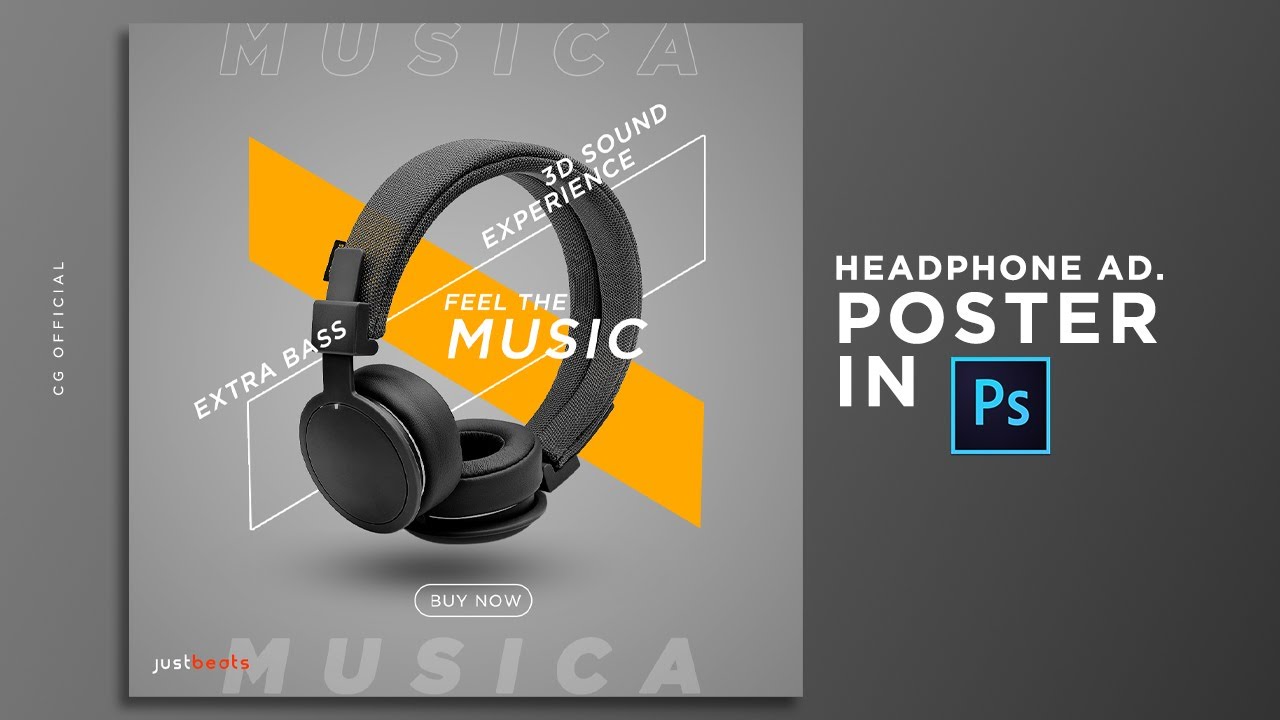 CG OFFICIAL
MUSICA
3D SOUND
EXPERIENCE
FEEL THE
MUSIC
EXTRA BASS
BUY NOW
MUSICA
justbeats
HEADPHONE AD.
POSTER
IN Ps